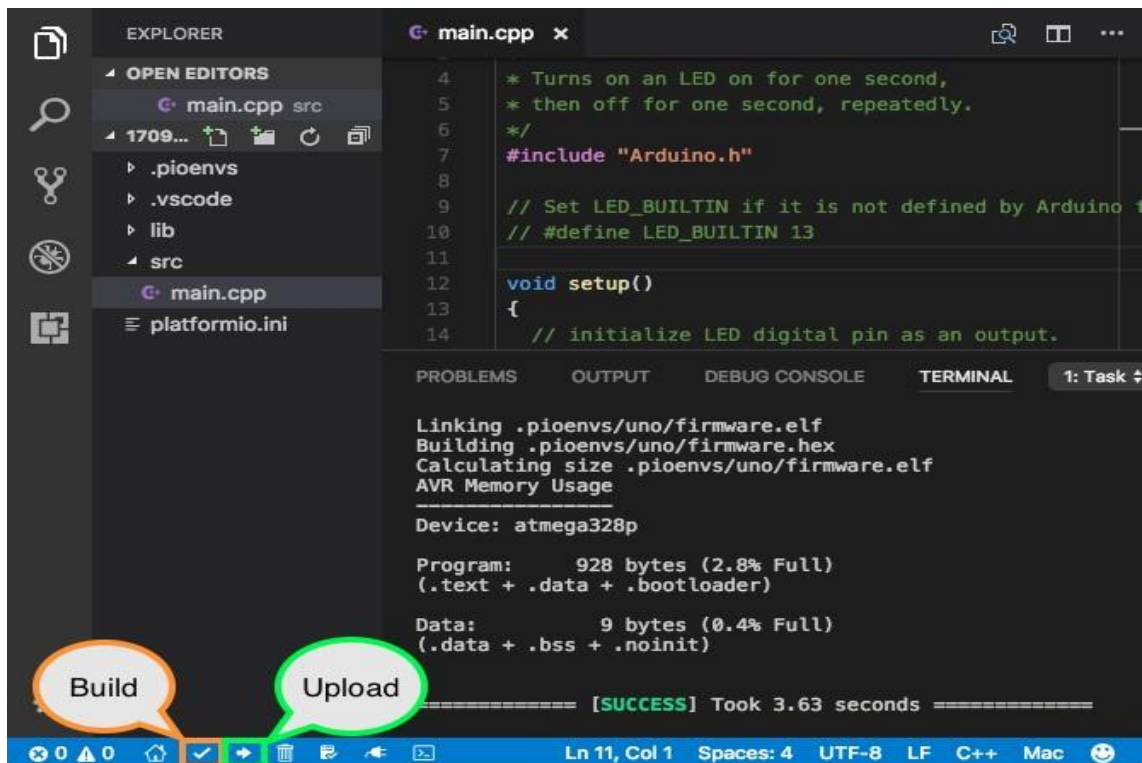 EXPLORER
OPEN EDITORS
main.cpp src
1709...
.pioenvs
.vscode
lib
src
main.cpp
platformio.ini
main.cpp ×
4 * Turns on an LED on for one second,
5 * then off for one second, repeatedly.
6 */
7 #include "Arduino.h"
8
9 // Set LED_BUILTIN if it is not defined by Arduino
10 // #define LED_BUILTIN 13
11
12 void setup()
13 {
14 // initialize LED digital pin as an output.
PROBLEMS OUTPUT DEBUG CONSOLE TERMINAL 1: Task
Linking .pioenvs/uno/firmware.elf
Building .pioenvs/uno/firmware.hex
Calculating size .pioenvs/uno/firmware.elf
AVR Memory Usage
----------------
Device: atmega328p
Program: 928 bytes (2.8% Full)
(.text + .data + .bootloader)
Data: 9 bytes (0.4% Full)
(.data + .bss + .noinit)
============= [SUCCESS] Took 3.63 seconds =============
Build
Upload
0 0 Ln 11, Col 1 Spaces: 4 UTF-8 LF C++ Mac